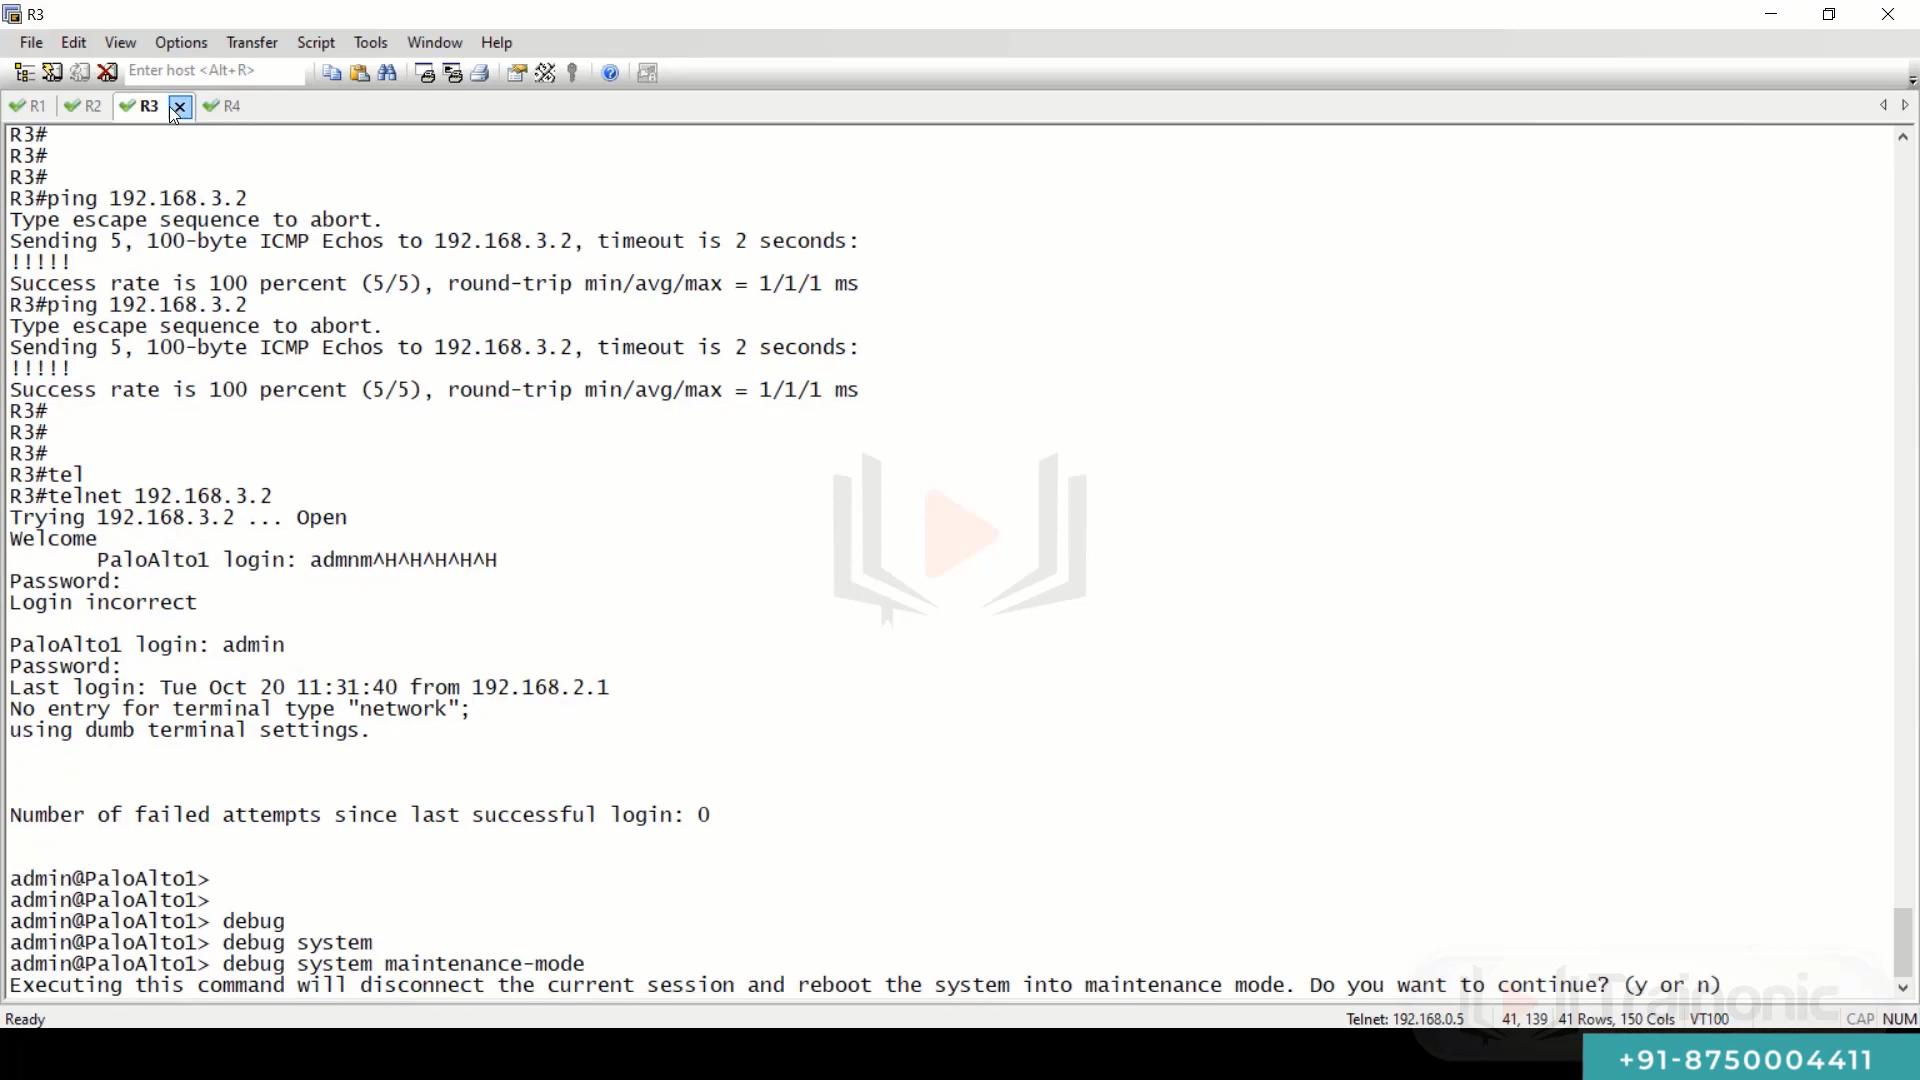 R3
File Edit View Options Transfer Script Tools Window Help
Enter host <Alt+R>
R1 R2 R3 R4
R3#
R3#
R3#
R3#ping 192.168.3.2
Type escape sequence to abort.
Sending 5, 100-byte ICMP Echos to 192.168.3.2, timeout is 2 seconds:
!!!!!
Success rate is 100 percent (5/5), round-trip min/avg/max = 1/1/1 ms
R3#ping 192.168.3.2
Type escape sequence to abort.
Sending 5, 100-byte ICMP Echos to 192.168.3.2, timeout is 2 seconds:
!!!!!
Success rate is 100 percent (5/5), round-trip min/avg/max = 1/1/1 ms
R3#
R3#
R3#
R3#tel
R3#telnet 192.168.3.2
Trying 192.168.3.2 ... Open
Welcome
PaloAlto1 login: admnm^H^H^H^H^H
Password:
Login incorrect
PaloAlto1 login: admin
Password:
Last login: Tue Oct 20 11:31:40 from 192.168.2.1
No entry for terminal type "network";
using dumb terminal settings.
Number of failed attempts since last successful login: 0
admin@PaloAlto1>
admin@PaloAlto1>
admin@PaloAlto1> debug
admin@PaloAlto1> debug system
admin@PaloAlto1> debug system maintenance-mode
Executing this command will disconnect the current session and reboot the system into maintenance mode. Do you want to continue? (y or n)
Trainonic
Ready Telnet: 192.168.0.5 41, 139 41 Rows, 150 Cols VT100 CAP NUM
+91-8750004411